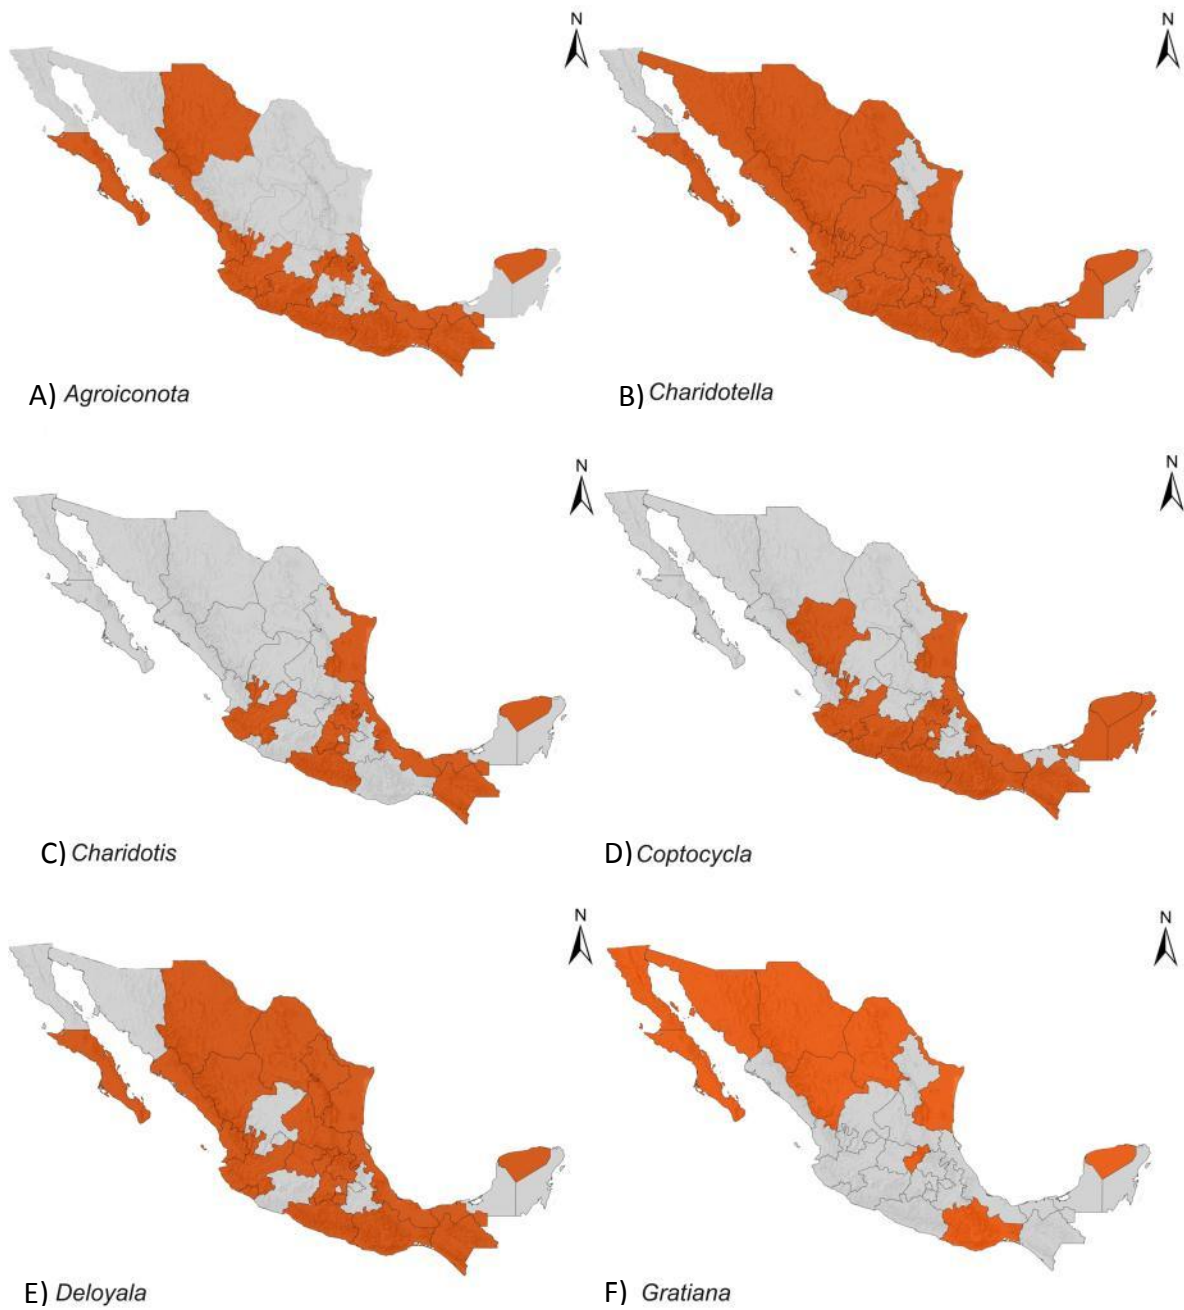 N
N
A) Agroiconota
B) Charidotella
N
N
C) Charidotis
D) Coptocycla
N
N
E) Deloyala
F) Gratiana